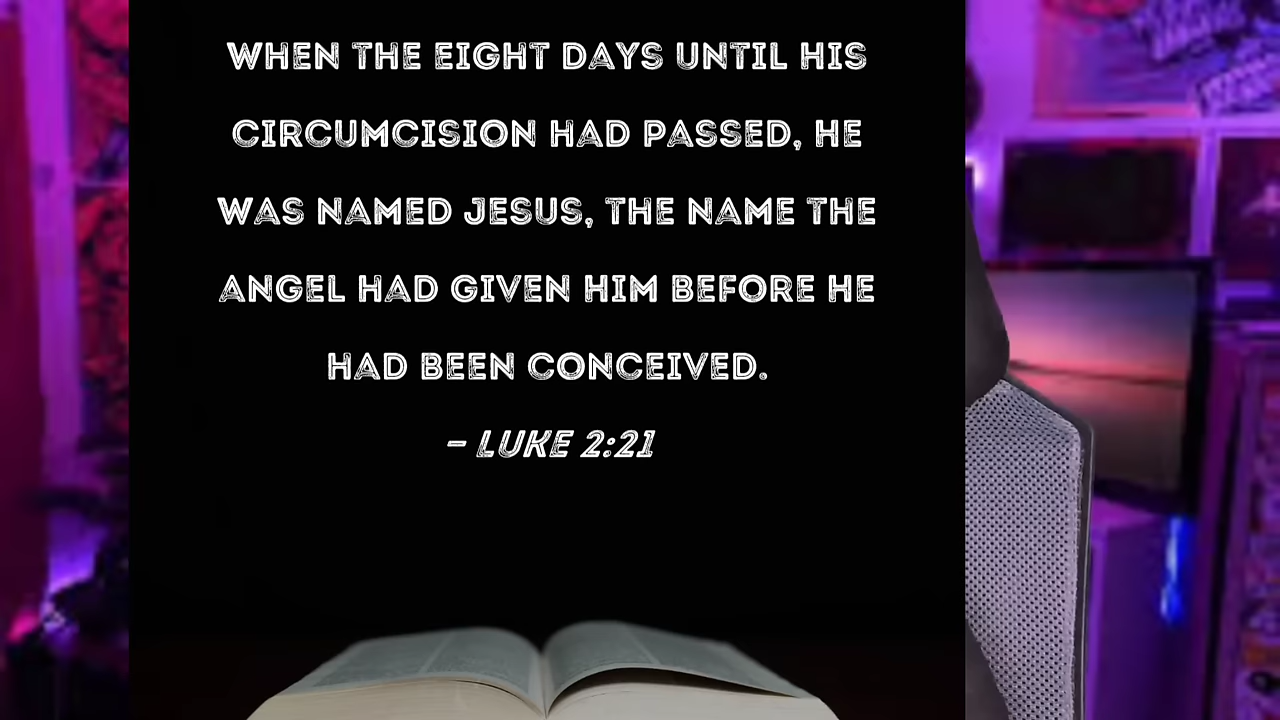 WHEN THE EIGHT DAYS UNTIL HIS
CIRCUMCISION HAD PASSED, HE
WAS NAMED JESUS, THE NAME THE
ANGEL HAD GIVEN HIM BEFORE HE
HAD BEEN CONCEIVED.
– LUKE 2:21